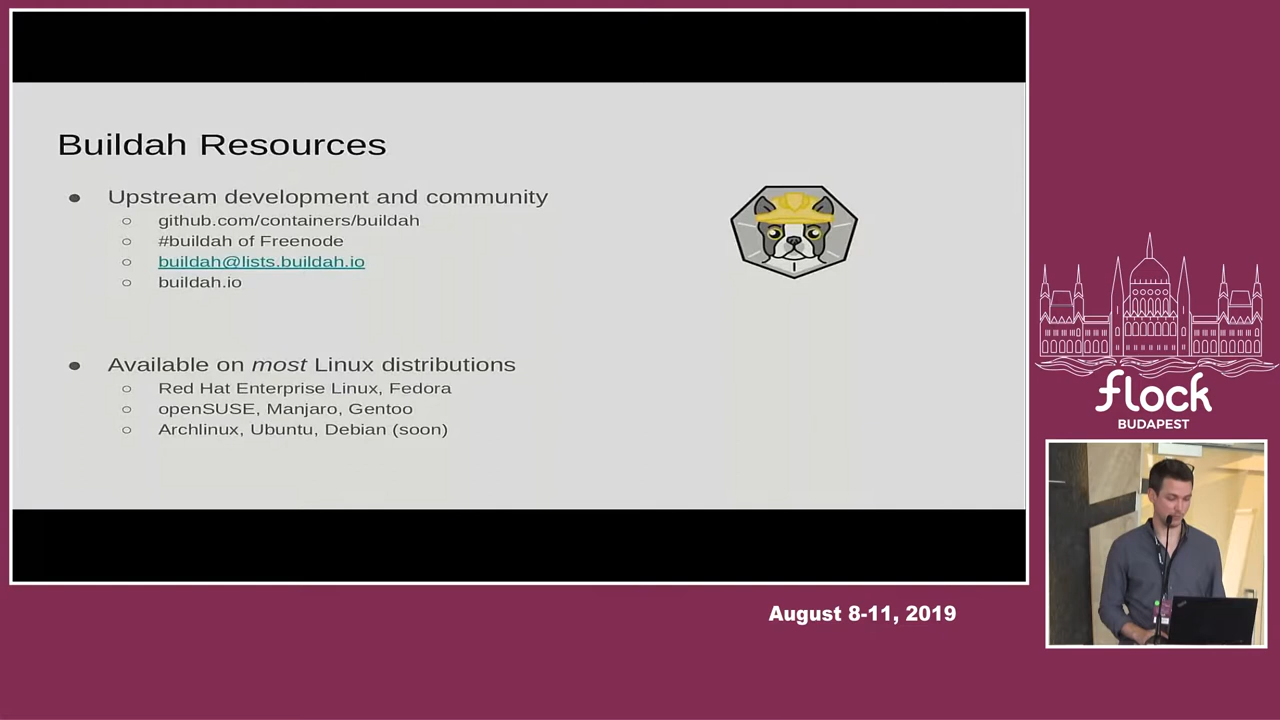 Buildah Resources
● Upstream development and community
○ github.com/containers/buildah
○ #buildah of Freenode
○ buildah@lists.buildah.io
○ buildah.io
● Available on most Linux distributions
○ Red Hat Enterprise Linux, Fedora
○ openSUSE, Manjaro, Gentoo
○ Archlinux, Ubuntu, Debian (soon)
flock
BUDAPEST
August 8-11, 2019